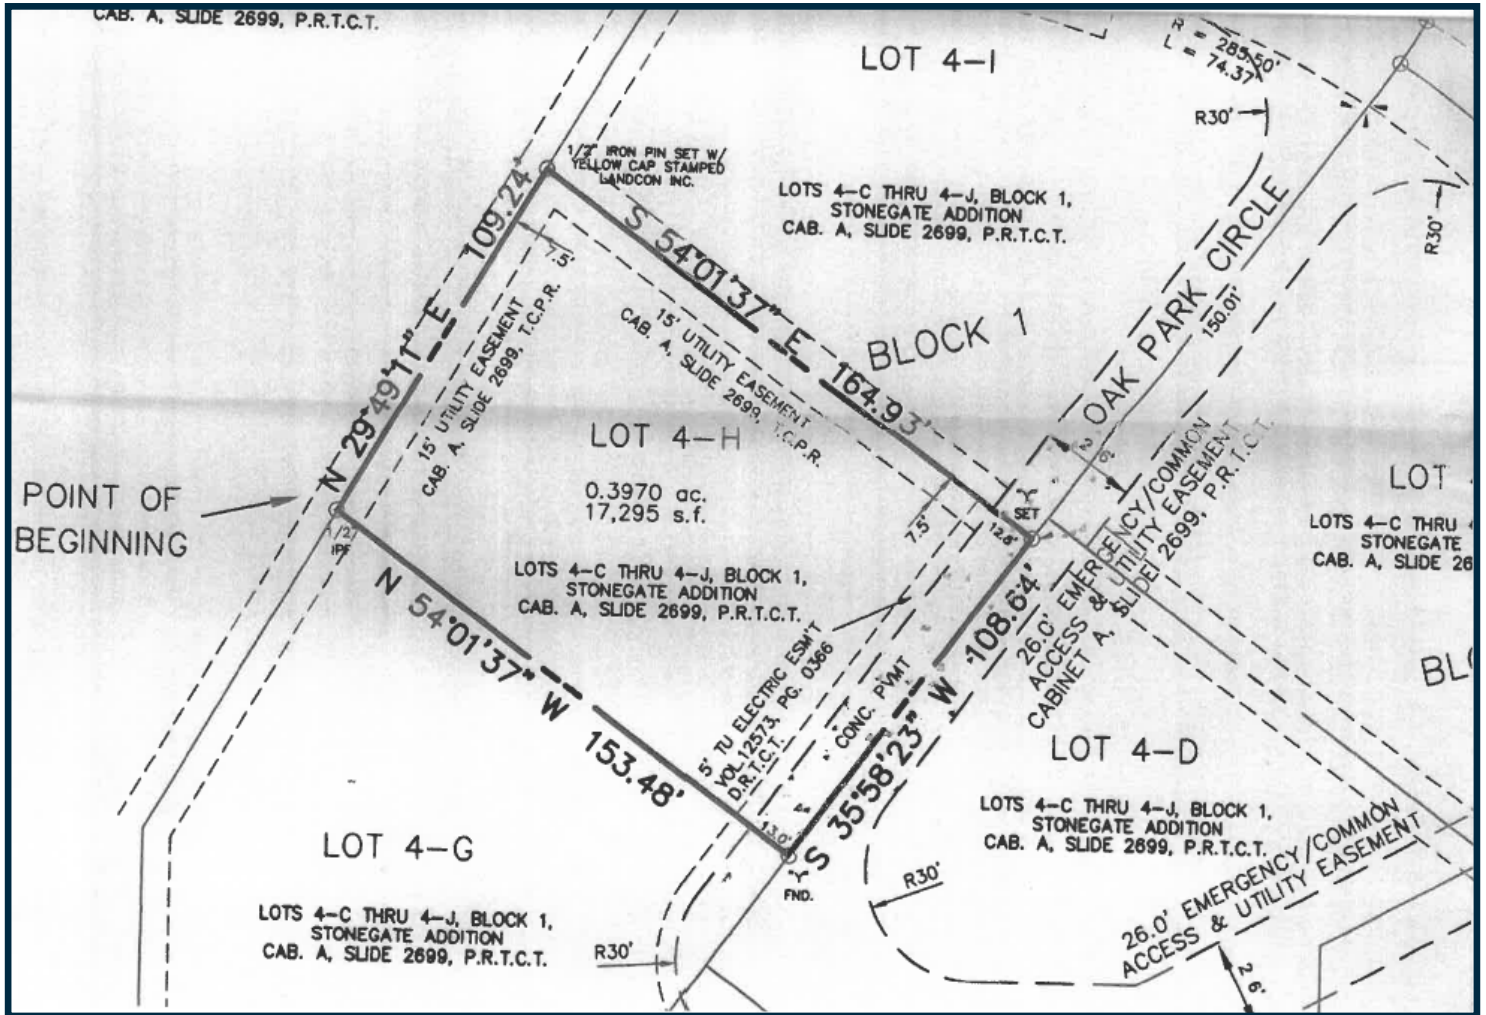 CAB. A, SLIDE 2699, P.R.T.C.T.
LOT 4-I
R = 285.50'
L = 74.37'
R30'
1/2" IRON PIN SET W/
YELLOW CAP STAMPED
LANDCON INC.
LOTS 4-C THRU 4-J, BLOCK 1,
STONEGATE ADDITION
CAB. A, SLIDE 2699, P.R.T.C.T.
R30'
N 29°49'11" E 109.24'
7.5'
S 54°01'37" E 164.93'
15' UTILITY EASEMENT
CAB. A, SLIDE 2699, T.C.P.R.
15' UTILITY EASEMENT
CAB. A, SLIDE 2699, T.C.P.R.
BLOCK 1
OAK PARK CIRCLE
150.01'
LOT 4-H
0.3970 ac.
17,295 s.f.
POINT OF
BEGINNING
1/2
IPF
"Y"
SET
12.6'
7.5'
LOT
LOTS 4-C THRU
STONEGATE
CAB. A, SLIDE 26
LOTS 4-C THRU 4-J, BLOCK 1,
STONEGATE ADDITION
CAB. A, SLIDE 2699, P.R.T.C.T.
26.0' EMERGENCY/COMMON
ACCESS & UTILITY EASEMENT
CABINET A, SLIDE 2699, P.R.T.C.T.
N 54°01'37" W 153.48'
5' TU ELECTRIC ESM'T
VOL.12573, PG. 0366
D.R.T.C.T.
CONC. PVMT
S 35°58'23" W 108.64'
BLO
LOT 4-D
LOTS 4-C THRU 4-J, BLOCK 1,
STONEGATE ADDITION
CAB. A, SLIDE 2699, P.R.T.C.T.
13.0'
"Y"
FND.
LOT 4-G
LOTS 4-C THRU 4-J, BLOCK 1,
STONEGATE ADDITION
CAB. A, SLIDE 2699, P.R.T.C.T.
R30'
R30'
26.0' EMERGENCY/COMMON
ACCESS & UTILITY EASEMENT
26'